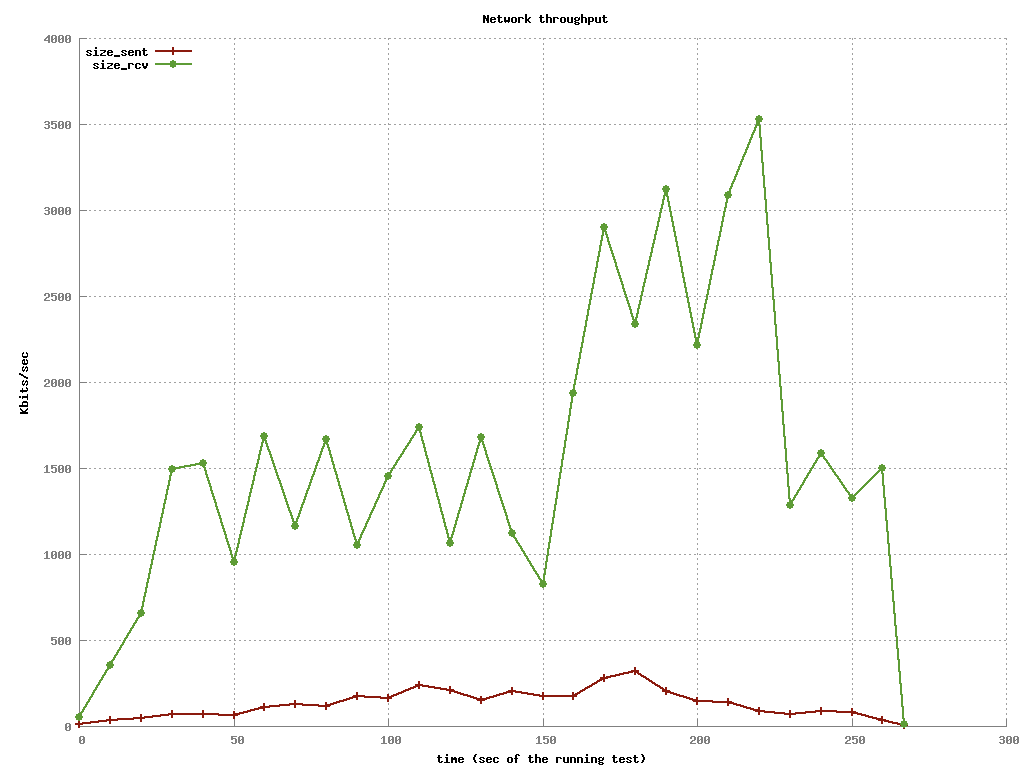 Network throughput
4000
size_sent
size_rcv
3500
3000
2500
2000
Kbits/sec
1500
1000
500
0
0 50 100 150 200 250 300
time (sec of the running test)